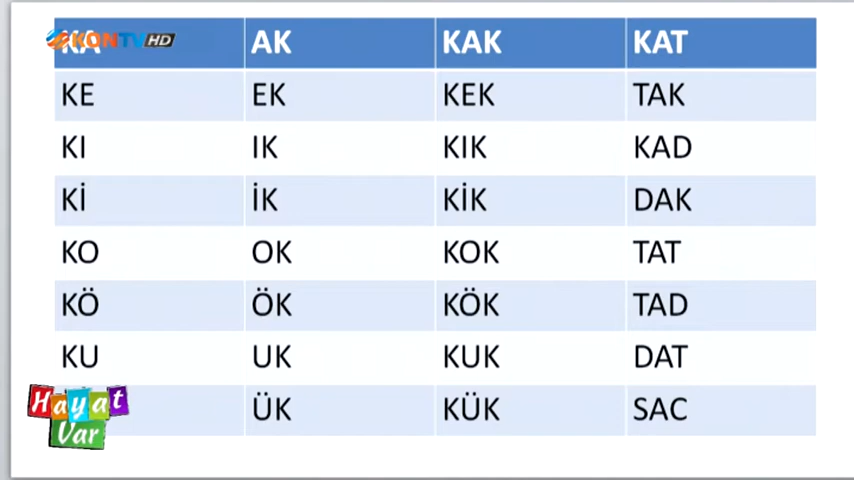 KONTV HD
KA AK KAK KAT
KE EK KEK TAK
KI IK KIK KAD
Kİ İK KİK DAK
KO OK KOK TAT
KÖ ÖK KÖK TAD
KU UK KUK DAT
ÜK KÜK SAC
Hayat
Var